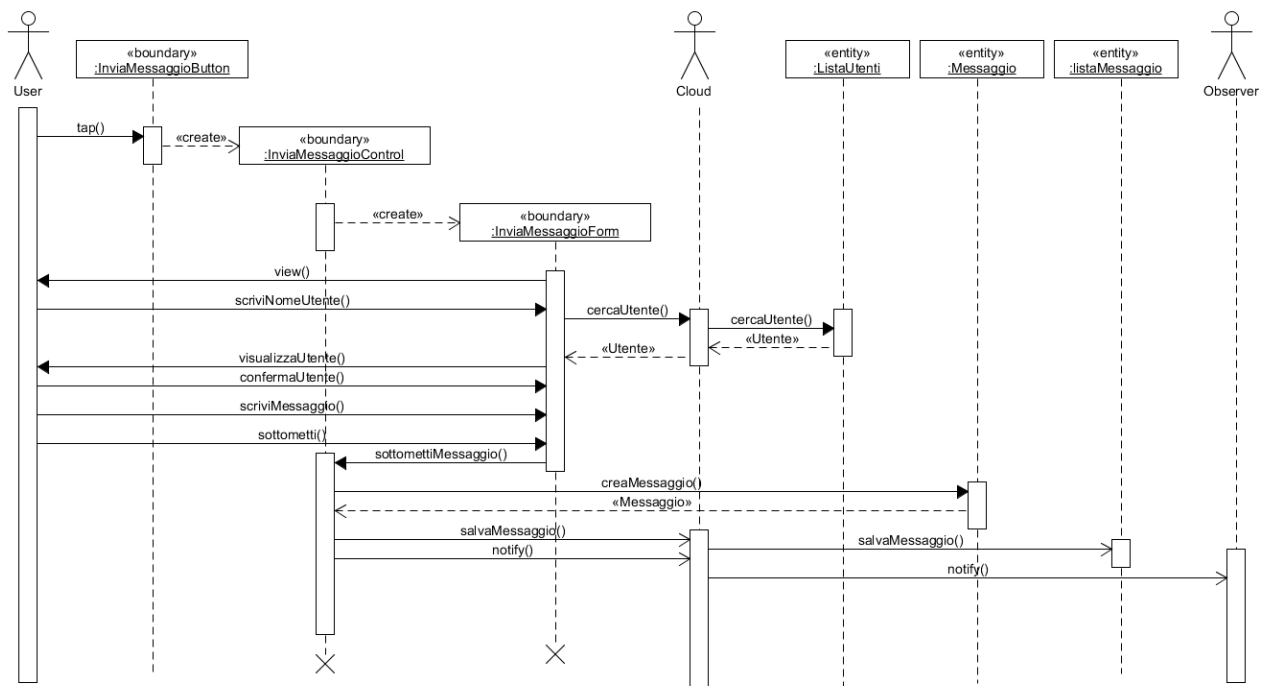 «boundary»
:InviaMessaggioButton
«entity»
:ListaUtenti
«entity»
:Messaggio
«entity»
:listaMessaggio
User
Cloud
Observer
tap()
«create»
«boundary»
:InviaMessaggioControl
«create»
«boundary»
:InviaMessaggioForm
view()
scriviNomeUtente()
cercaUtente()
cercaUtente()
«Utente»
«Utente»
visualizzaUtente()
confermaUtente()
scriviMessaggio()
sottometti()
sottomettiMessaggio()
creaMessaggio()
«Messaggio»
salvaMessaggio()
salvaMessaggio()
notify()
notify()